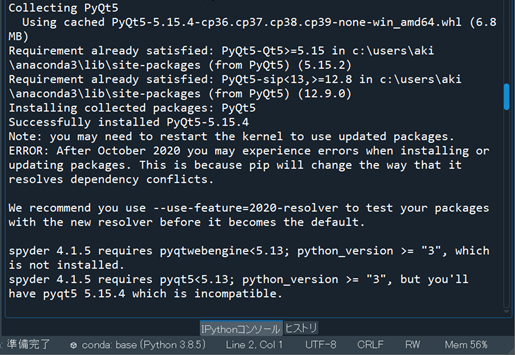 Collecting PyQt5
  Using cached PyQt5-5.15.4-cp36.cp37.cp38.cp39-none-win_amd64.whl (6.8
MB)
Requirement already satisfied: PyQt5-Qt5>=5.15 in c:\users\aki
\anaconda3\lib\site-packages (from PyQt5) (5.15.2)
Requirement already satisfied: PyQt5-sip<13,>=12.8 in c:\users\aki
\anaconda3\lib\site-packages (from PyQt5) (12.9.0)
Installing collected packages: PyQt5
Successfully installed PyQt5-5.15.4
Note: you may need to restart the kernel to use updated packages.
ERROR: After October 2020 you may experience errors when installing or
updating packages. This is because pip will change the way that it
resolves dependency conflicts.

We recommend you use --use-feature=2020-resolver to test your packages
with the new resolver before it becomes the default.

spyder 4.1.5 requires pyqtwebengine<5.13; python_version >= "3", which
is not installed.
spyder 4.1.5 requires pyqt5<5.13; python_version >= "3", but you'll
have pyqt5 5.15.4 which is incompatible.
IPythonコンソール ヒストリ
: 準備完了 conda: base (Python 3.8.5) Line 2, Col 1 UTF-8 CRLF RW Mem 56%